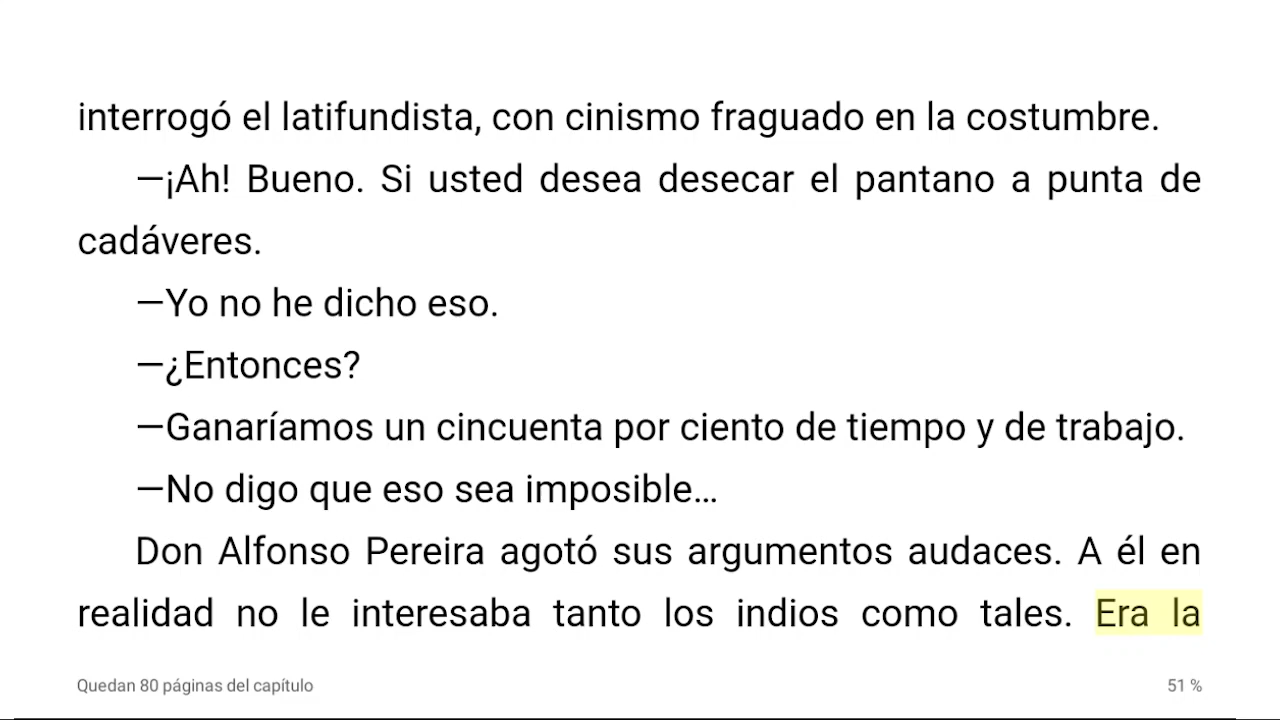 interrogó el latifundista, con cinismo fraguado en la costumbre.
—¡Ah! Bueno. Si usted desea desecar el pantano a punta de
cadáveres.
—Yo no he dicho eso.
—¿Entonces?
—Ganaríamos un cincuenta por ciento de tiempo y de trabajo.
—No digo que eso sea imposible…
Don Alfonso Pereira agotó sus argumentos audaces. A él en
realidad no le interesaba tanto los indios como tales. Era la
Quedan 80 páginas del capítulo
51 %